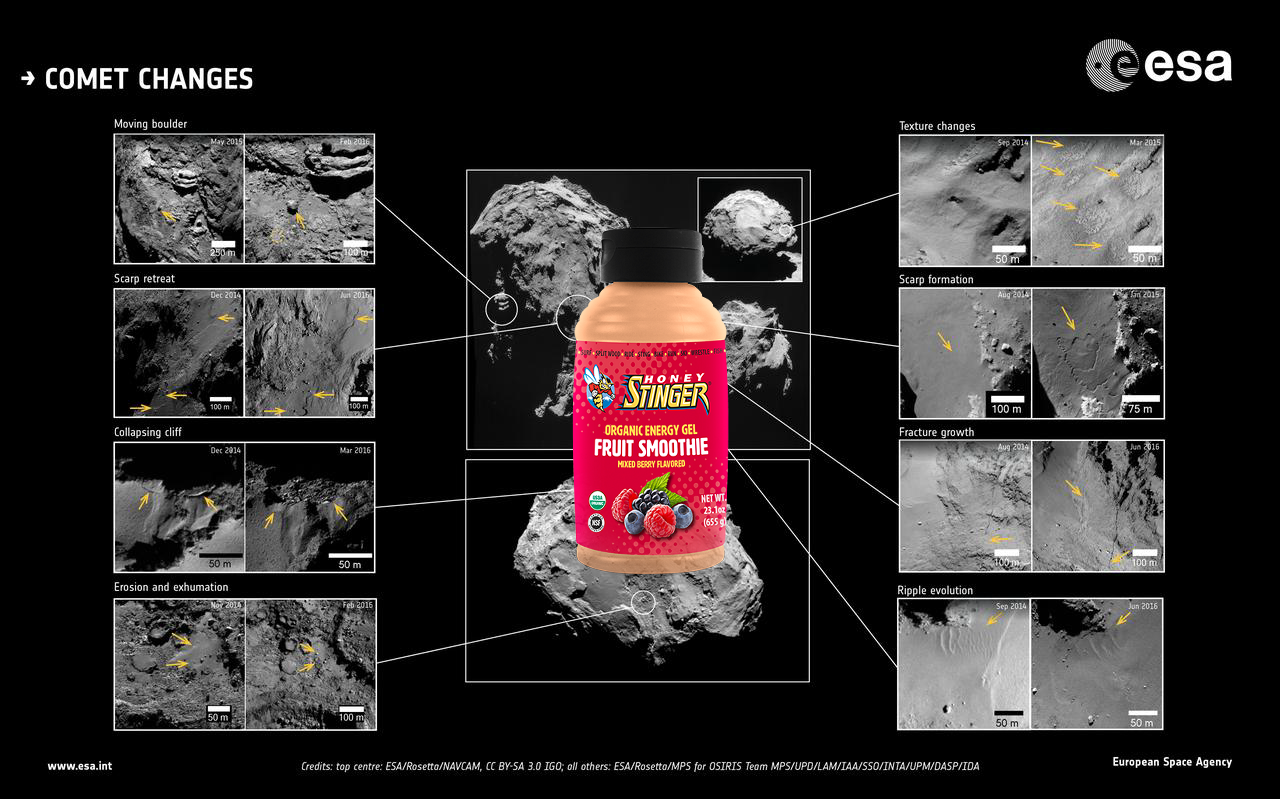 → COMET CHANGES
esa
Moving boulder
May 2015
Feb 2016
250 m
100 m
Scarp retreat
Dec 2014
Jun 2016
100 m
100 m
Collapsing cliff
Dec 2014
Mar 2016
50 m
50 m
Erosion and exhumation
Nov 2014
Feb 2016
50 m
100 m
HONEY
STINGER
ORGANIC ENERGY GEL
FRUIT SMOOTHIE
MIXED BERRY FLAVORED
USDA
ORGANIC
NSF
NET WT.
23.1oz
(655 g)
Texture changes
Sep 2014
Mar 2015
50 m
50 m
Scarp formation
Aug 2014
Jan 2015
100 m
75 m
Fracture growth
Aug 2014
Jun 2016
100 m
100 m
Ripple evolution
Sep 2014
Jun 2016
50 m
50 m
www.esa.int
Credits: top centre: ESA/Rosetta/NAVCAM, CC BY-SA 3.0 IGO; all others: ESA/Rosetta/MPS for OSIRIS Team MPS/UPD/LAM/IAA/SSO/INTA/UPM/DASP/IDA
European Space Agency